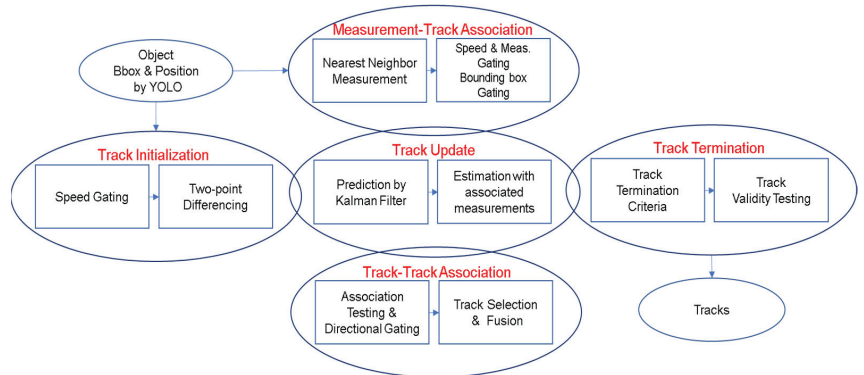 Object
Bbox & Position
by YOLO
Measurement-Track Association
Nearest Neighbor
Measurement
Speed & Meas.
Gating
Bounding box
Gating
Track Initialization
Speed Gating
Two-point
Differencing
Track Update
Prediction by
Kalman Filter
Estimation with
associated
measurements
Track Termination
Track
Termination
Criteria
Track
Validity Testing
Track-Track Association
Association
Testing &
Directional Gating
Track Selection
& Fusion
Tracks